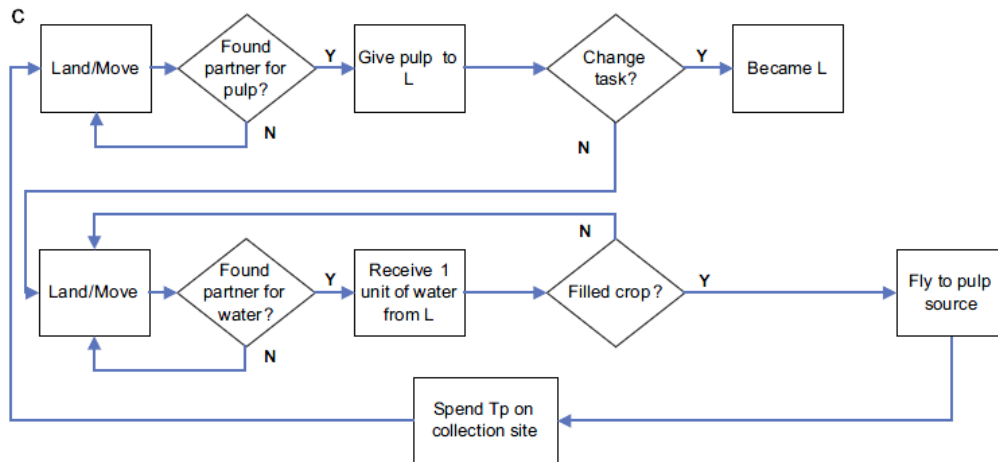 C
Land/Move
Found
partner for
pulp?
Y
N
Give pulp to
L
Change
task?
Y
N
Became L
Land/Move
Found
partner for
water?
Y
N
Receive 1
unit of water
from L
Filled crop?
N
Y
Fly to pulp
source
Spend Tp on
collection site